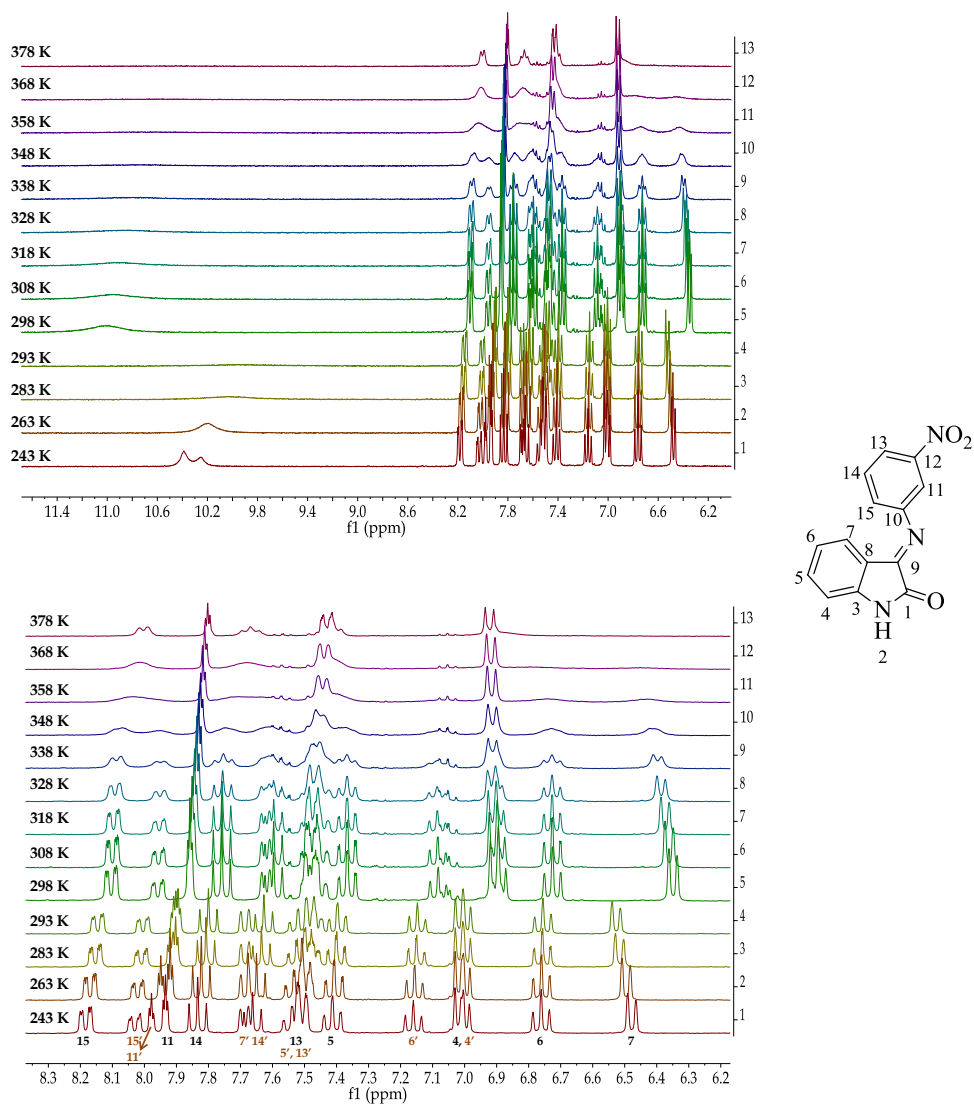 378 K
13
368 K
12
358 K
11
348 K
10
338 K
9
328 K
8
318 K
7
308 K
6
298 K
5
293 K
4
283 K
3
263 K
2
243 K
1
11.4 11.0 10.6 10.2 9.8 9.4 9.0 8.6 8.2 7.8 7.4 7.0 6.6 6.2
f1 (ppm)
NO2
13
12
14
11
15
10
N
7
6
8
9
5
1
O
4
3
N
H
2
378 K
13
368 K
12
358 K
11
348 K
10
338 K
9
328 K
8
318 K
7
308 K
6
298 K
5
293 K
4
283 K
3
263 K
2
243 K
1
15 15' 11 14 7' 14' 13 5 6' 4, 4' 6 7
11' 5', 13'
8.3 8.2 8.1 8.0 7.9 7.8 7.7 7.6 7.5 7.4 7.3 7.2 7.1 7.0 6.9 6.8 6.7 6.6 6.5 6.4 6.3 6.2
f1 (ppm)